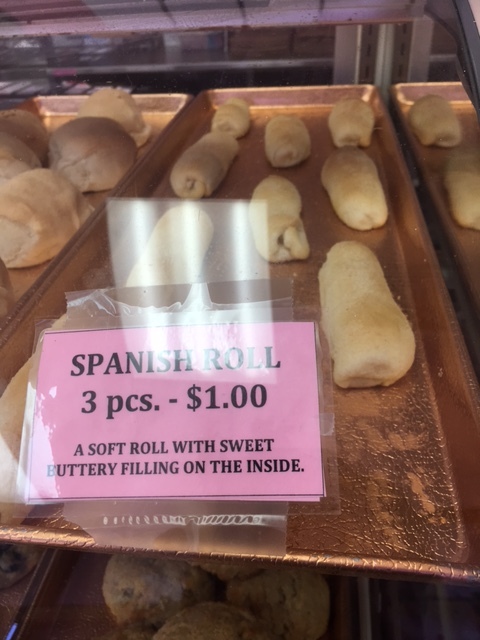 SPANISH ROLL
3 pcs. - $1.00
A SOFT ROLL WITH SWEET
BUTTERY FILLING ON THE INSIDE.